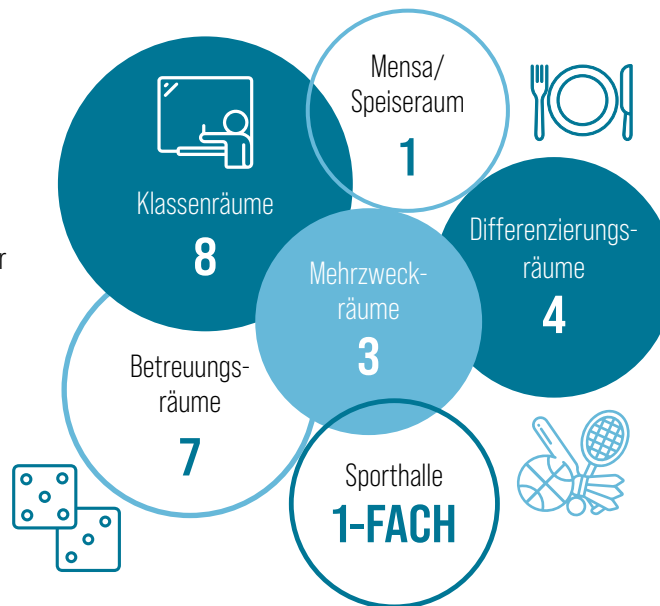 Mensa/
Speiseraum
1
Klassenräume
8
Differenzierungs-
räume
4
r
Mehrzweck-
räume
3
Betreuungs-
räume
7
Sporthalle
1-FACH